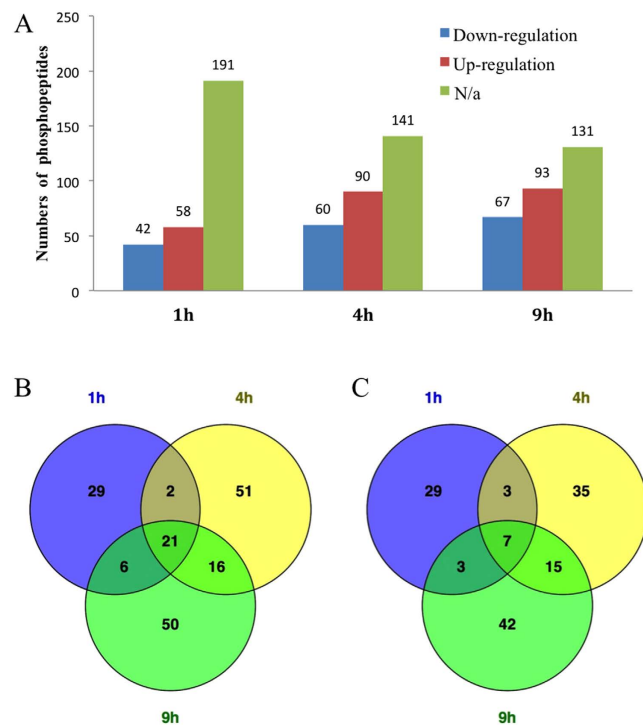 A
Numbers of phosphopeptides
250
200
150
100
50
0
Down-regulation
Up-regulation
N/a
42
58
191
60
90
141
67
93
131
1h
4h
9h
B
1h
4h
29
2
51
21
6
16
50
9h
C
1h
4h
29
3
35
7
3
15
42
9h